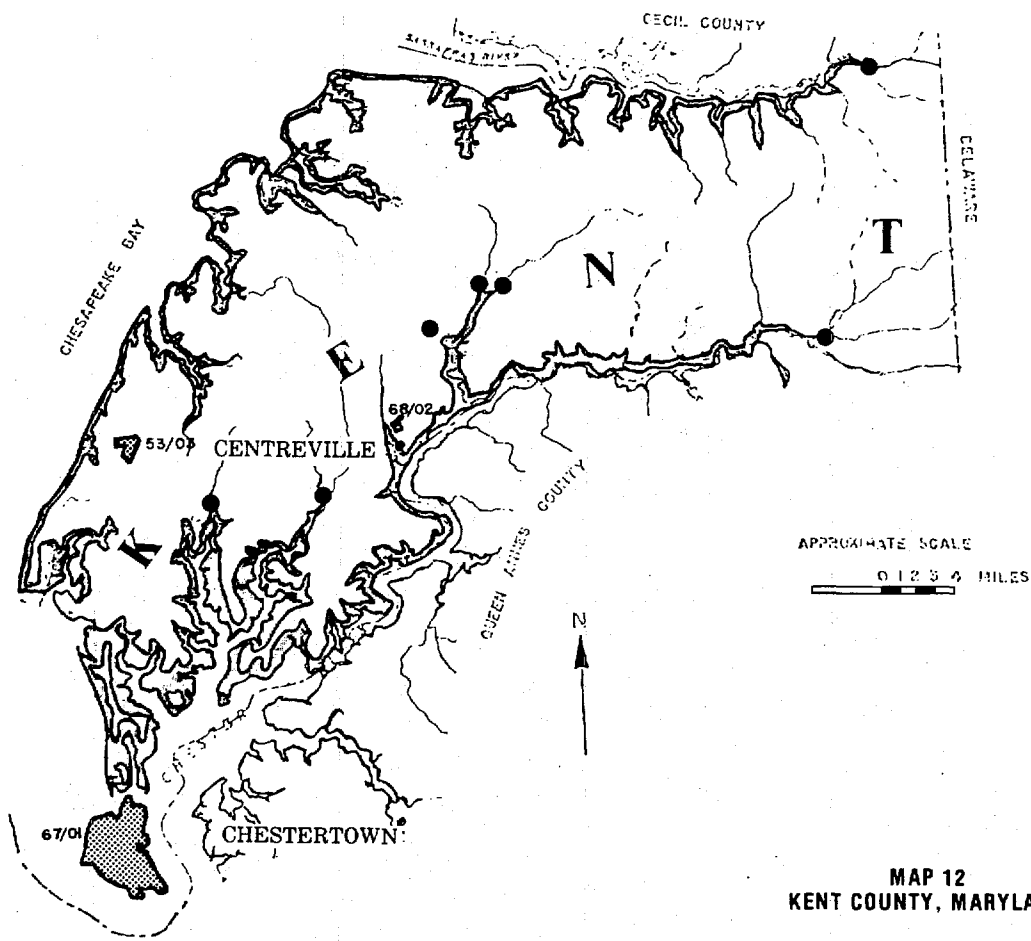 CECIL COUNTY
SASSAFRAS RIVER
DELAWARE
CHESAPEAKE BAY
T
N
E
K
68/02
53/03
CENTREVILLE
QUEEN ANNES COUNTY
APPROXIMATE SCALE
0 1 2 3 4 MILES
N
CHESTER
67/01
CHESTERTOWN
MAP 12
KENT COUNTY, MARYLA